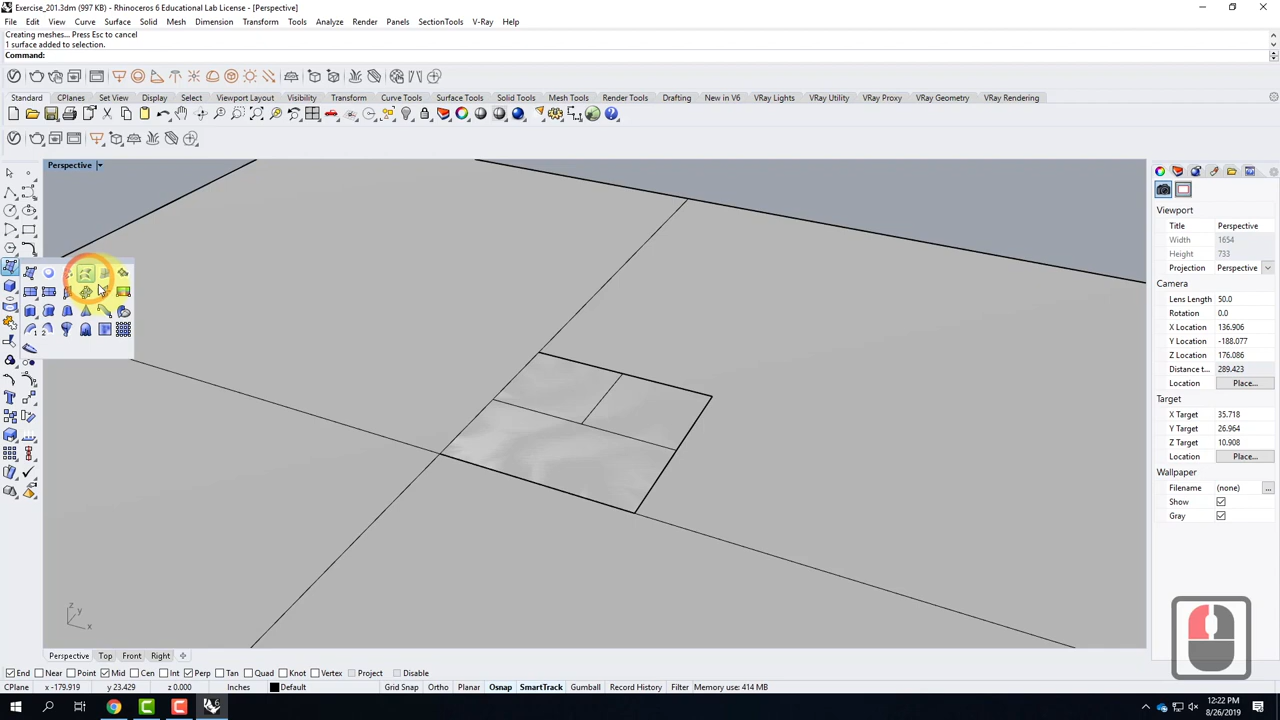 Exercise_201.3dm (997 KB) - Rhinoceros 6 Educational Lab License - [Perspective]
File Edit View Curve Surface Solid Mesh Dimension Transform Tools Analyze Render Panels SectionTools V-Ray Help
Creating meshes... Press Esc to cancel
1 surface added to selection.
Command:
Standard CPlanes Set View Display Select Viewport Layout Visibility Transform Curve Tools Surface Tools Solid Tools Mesh Tools Render Tools Drafting New in V6 VRay Lights VRay Utility VRay Proxy VRay Geometry VRay Rendering
Perspective
Viewport
Title Perspective
Width 1654
Height 733
Projection Perspective
Camera
Lens Length 50.0
Rotation 0.0
X Location 136.906
Y Location -188.077
Z Location 176.086
Distance t... 289.423
Location Place...
Target
X Target 35.718
Y Target 26.964
Z Target 10.908
Location Place...
Wallpaper
Filename (none) ...
Show
Gray
z
y
x
Perspective Top Front Right
End Near Point Mid Cen Int Perp Tan Quad Knot Vertex Project Disable
CPlane x -179.919 y 23.429 z 0.000 Inches Default Grid Snap Ortho Planar Osnap SmartTrack Gumball Record History Filter Memory use: 414 MB
12:22 PM
8/26/2019